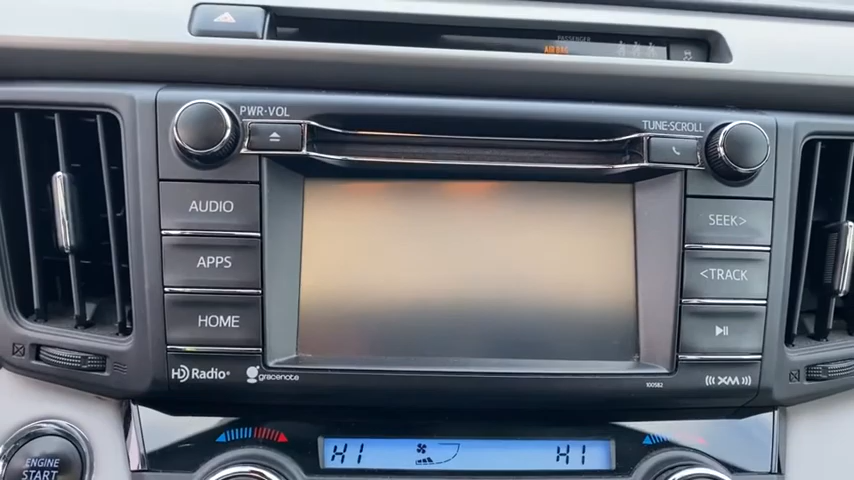 PASSENGER
AIR BAG
PWR·VOL
TUNE·SCROLL
AUDIO
SEEK>
APPS
<TRACK
HOME
HD Radio®
gracenote
100582
((XM))
HI
HI
ENGINE
START